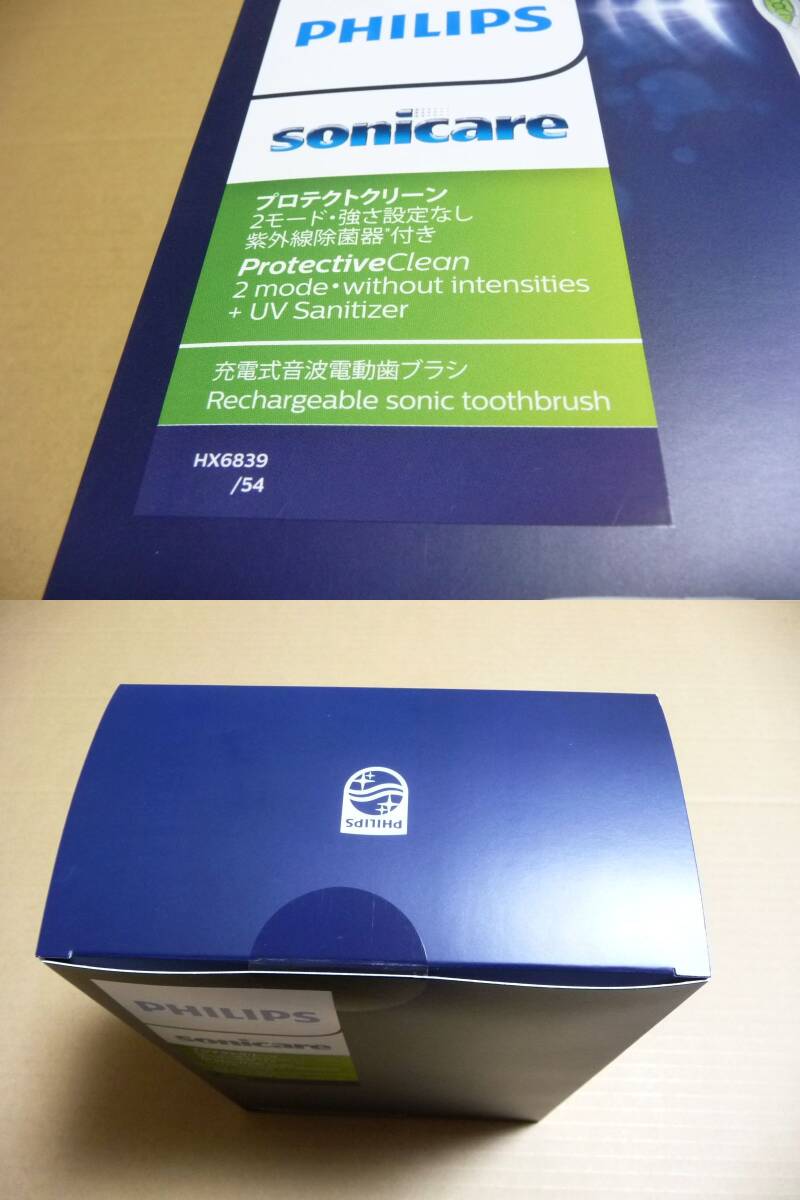 PHILIPS
sonicare
プロテクトクリーン
2モード・強さ設定なし
紫外線除菌器*付き
ProtectiveClean
2 mode・without intensities
+ UV Sanitizer
充電式音波電動歯ブラシ
Rechargeable sonic toothbrush
HX6839
/54
PHILIPS
PHILIPS
sonicare